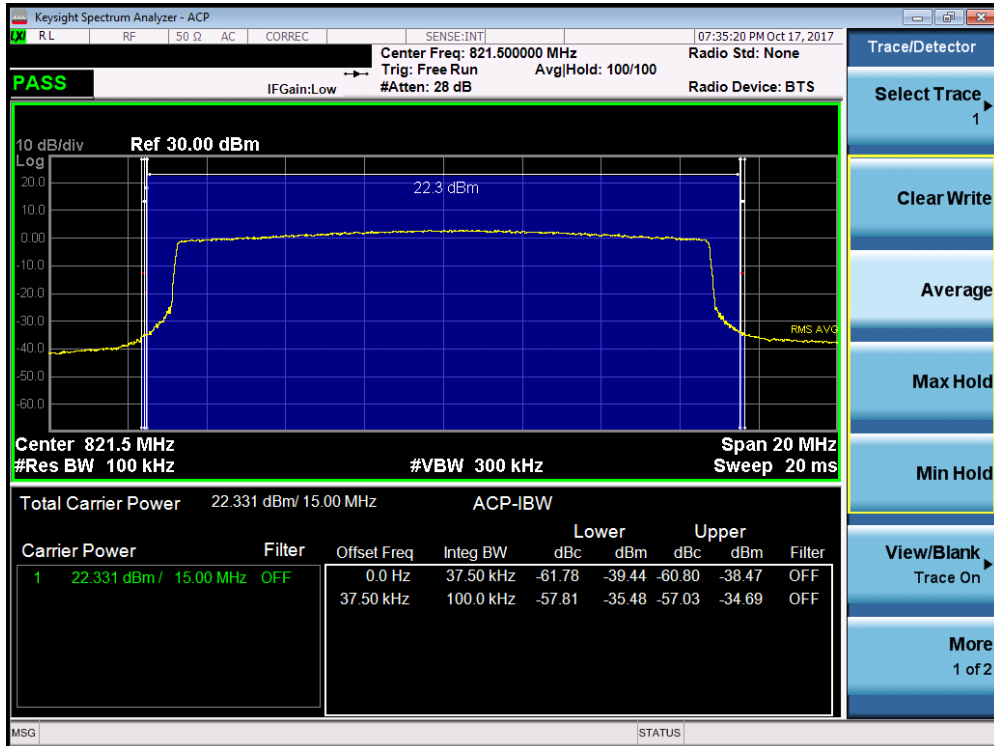 Keysight Spectrum Analyzer - ACP
LXI RL RF 50 Ω AC CORREC SENSE:INT 07:35:20 PM Oct 17, 2017
Center Freq: 821.500000 MHz Radio Std: None
Trig: Free Run Avg|Hold: 100/100
PASS IFGain:Low #Atten: 28 dB Radio Device: BTS
10 dB/div Ref 30.00 dBm
Log
20.0
10.0
0.00
-10.0
-20.0
-30.0
-40.0
-50.0
-60.0
22.3 dBm
RMS AVG
Center 821.5 MHz Span 20 MHz
#Res BW 100 kHz #VBW 300 kHz Sweep 20 ms
Total Carrier Power 22.331 dBm/ 15.00 MHz ACP-IBW
Lower Upper
Carrier Power Filter Offset Freq Integ BW dBc dBm dBc dBm Filter
1 22.331 dBm / 15.00 MHz OFF 0.0 Hz 37.50 kHz -61.78 -39.44 -60.80 -38.47 OFF
37.50 kHz 100.0 kHz -57.81 -35.48 -57.03 -34.69 OFF
MSG STATUS
Trace/Detector
Select Trace
1
Clear Write
Average
Max Hold
Min Hold
View/Blank
Trace On
More
1 of 2